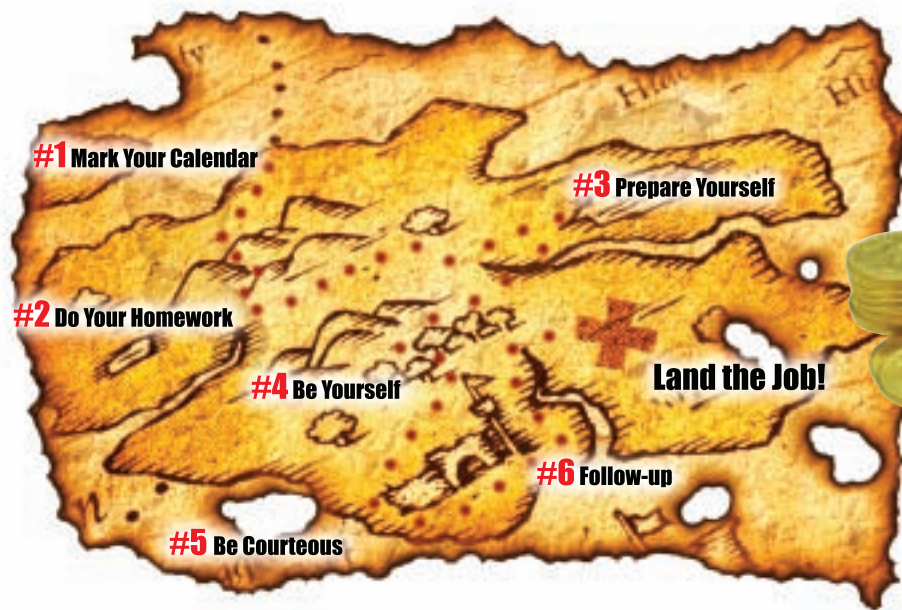 #1 Mark Your Calendar
#3 Prepare Yourself
#2 Do Your Homework
#4 Be Yourself
Land the Job!
#6 Follow-up
#5 Be Courteous